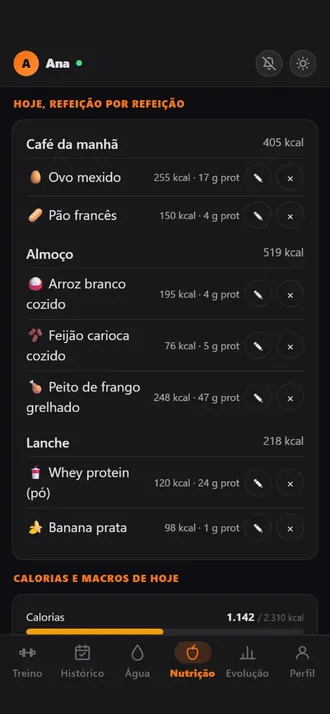 A Ana
HOJE, REFEIÇÃO POR REFEIÇÃO
Café da manhã 405 kcal
Ovo mexido 255 kcal · 17 g prot ×
Pão francês 150 kcal · 4 g prot ×
Almoço 519 kcal
Arroz branco cozido 195 kcal · 4 g prot ×
Feijão carioca cozido 76 kcal · 5 g prot ×
Peito de frango grelhado 248 kcal · 47 g prot ×
Lanche 218 kcal
Whey protein (pó) 120 kcal · 24 g prot ×
Banana prata 98 kcal · 1 g prot ×
CALORIAS E MACROS DE HOJE
Calorias 1.142 / 2.310 kcal
Treino Histórico Água Nutrição Evolução Perfil